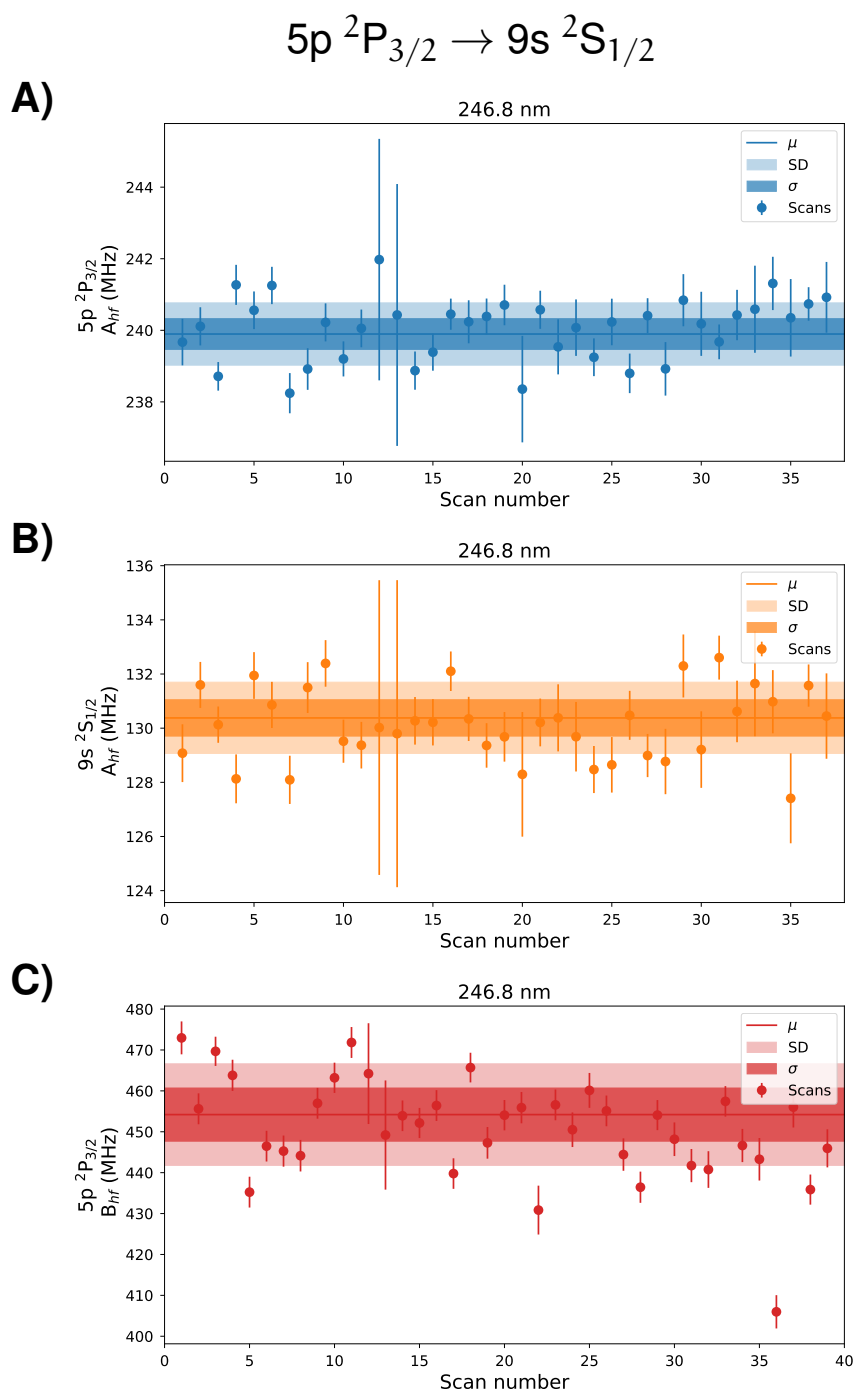 5p ²P₃/₂ → 9s ²S₁/₂
A)
246.8 nm
5p ²P₃/₂
A_hf (MHz)
244
242
240
238
0 5 10 15 20 25 30 35
Scan number
μ
SD
σ
Scans
B)
246.8 nm
9s ²S₁/₂
A_hf (MHz)
136
134
132
130
128
126
124
0 5 10 15 20 25 30 35
Scan number
μ
SD
σ
Scans
C)
246.8 nm
5p ²P₃/₂
B_hf (MHz)
480
470
460
450
440
430
420
410
400
0 5 10 15 20 25 30 35 40
Scan number
μ
SD
σ
Scans